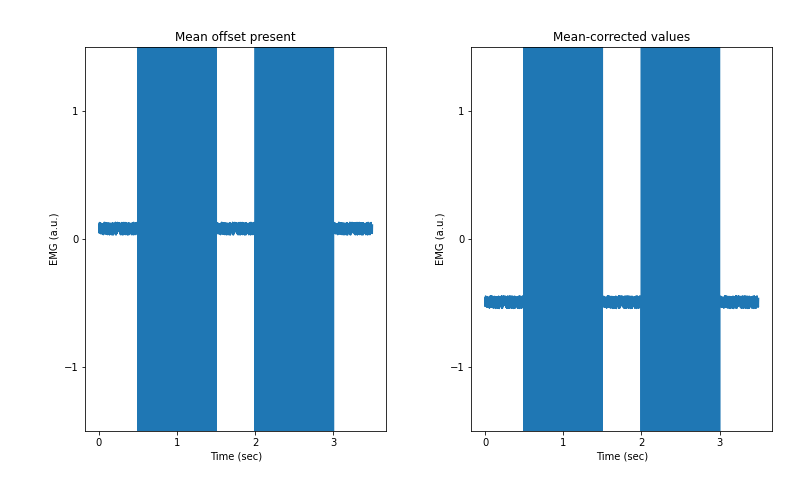 Mean offset present
EMG (a.u.)
1
0
−1
0 1 2 3
Time (sec)
Mean-corrected values
EMG (a.u.)
1
0
−1
0 1 2 3
Time (sec)